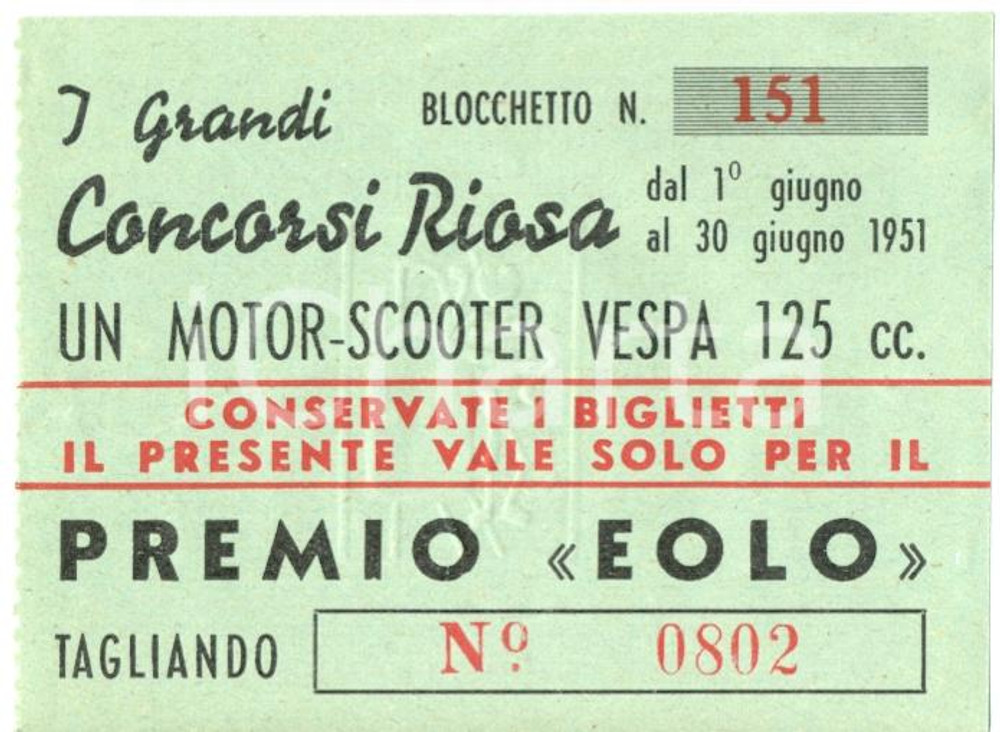 I Grandi
BLOCCHETTO N. 151
Concorsi Riosa
dal 1º giugno
al 30 giugno 1951
UN MOTOR-SCOOTER VESPA 125 cc.
CONSERVATE I BIGLIETTI
IL PRESENTE VALE SOLO PER IL
PREMIO «EOLO»
TAGLIANDO Nº 0802